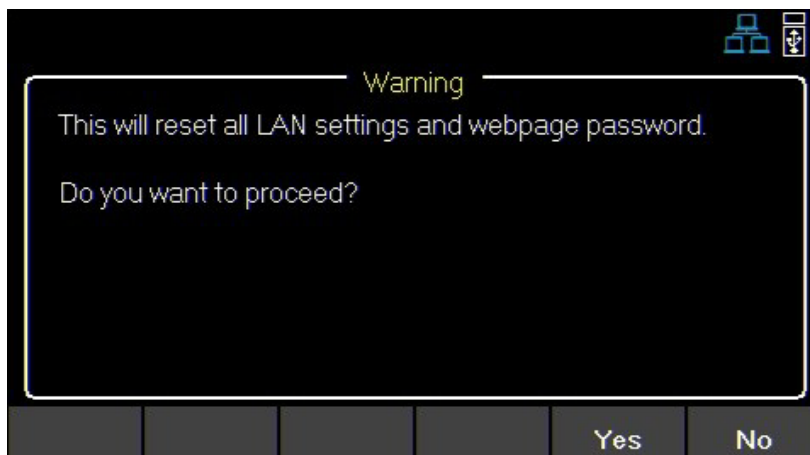 Warning
This will reset all LAN settings and webpage password.
Do you want to proceed?
Yes
No